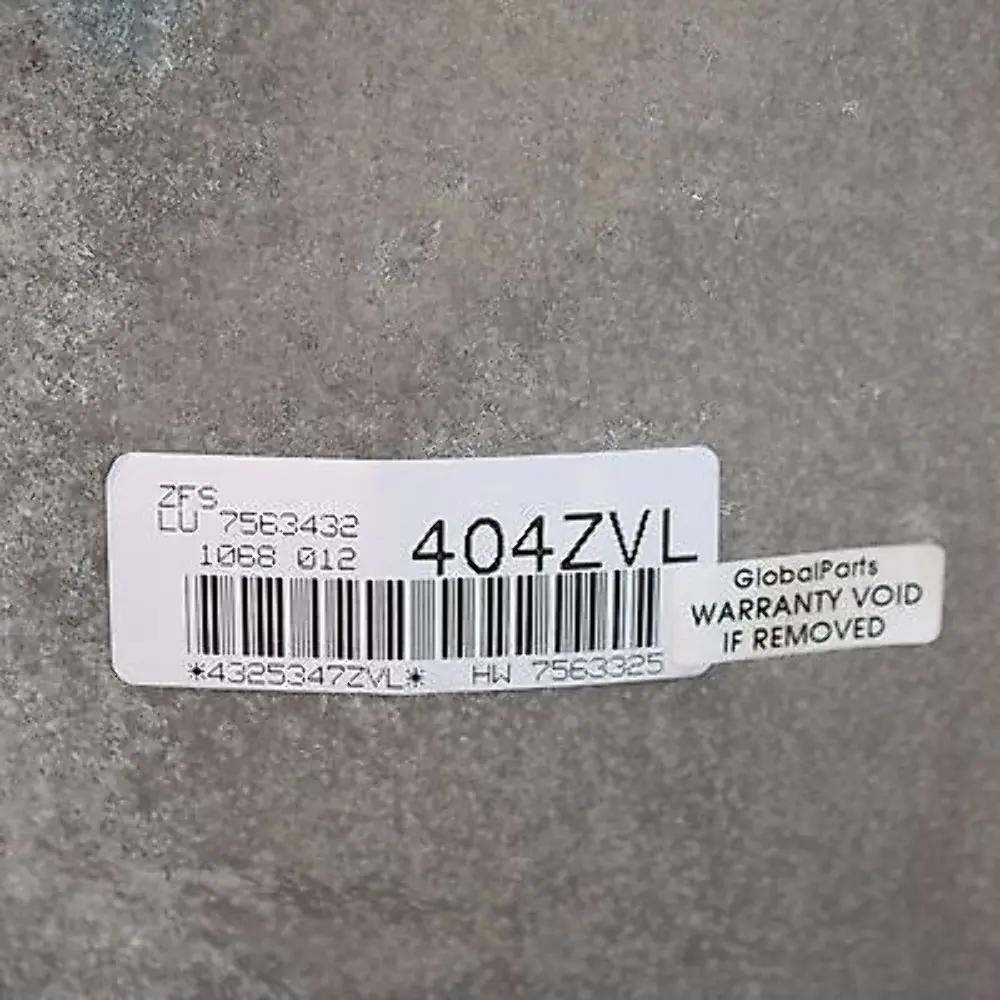 ZFS
LU 7563432
1068 012
404ZVL
*4325347ZVL*
HW 7563325
GlobalParts
WARRANTY VOID
IF REMOVED